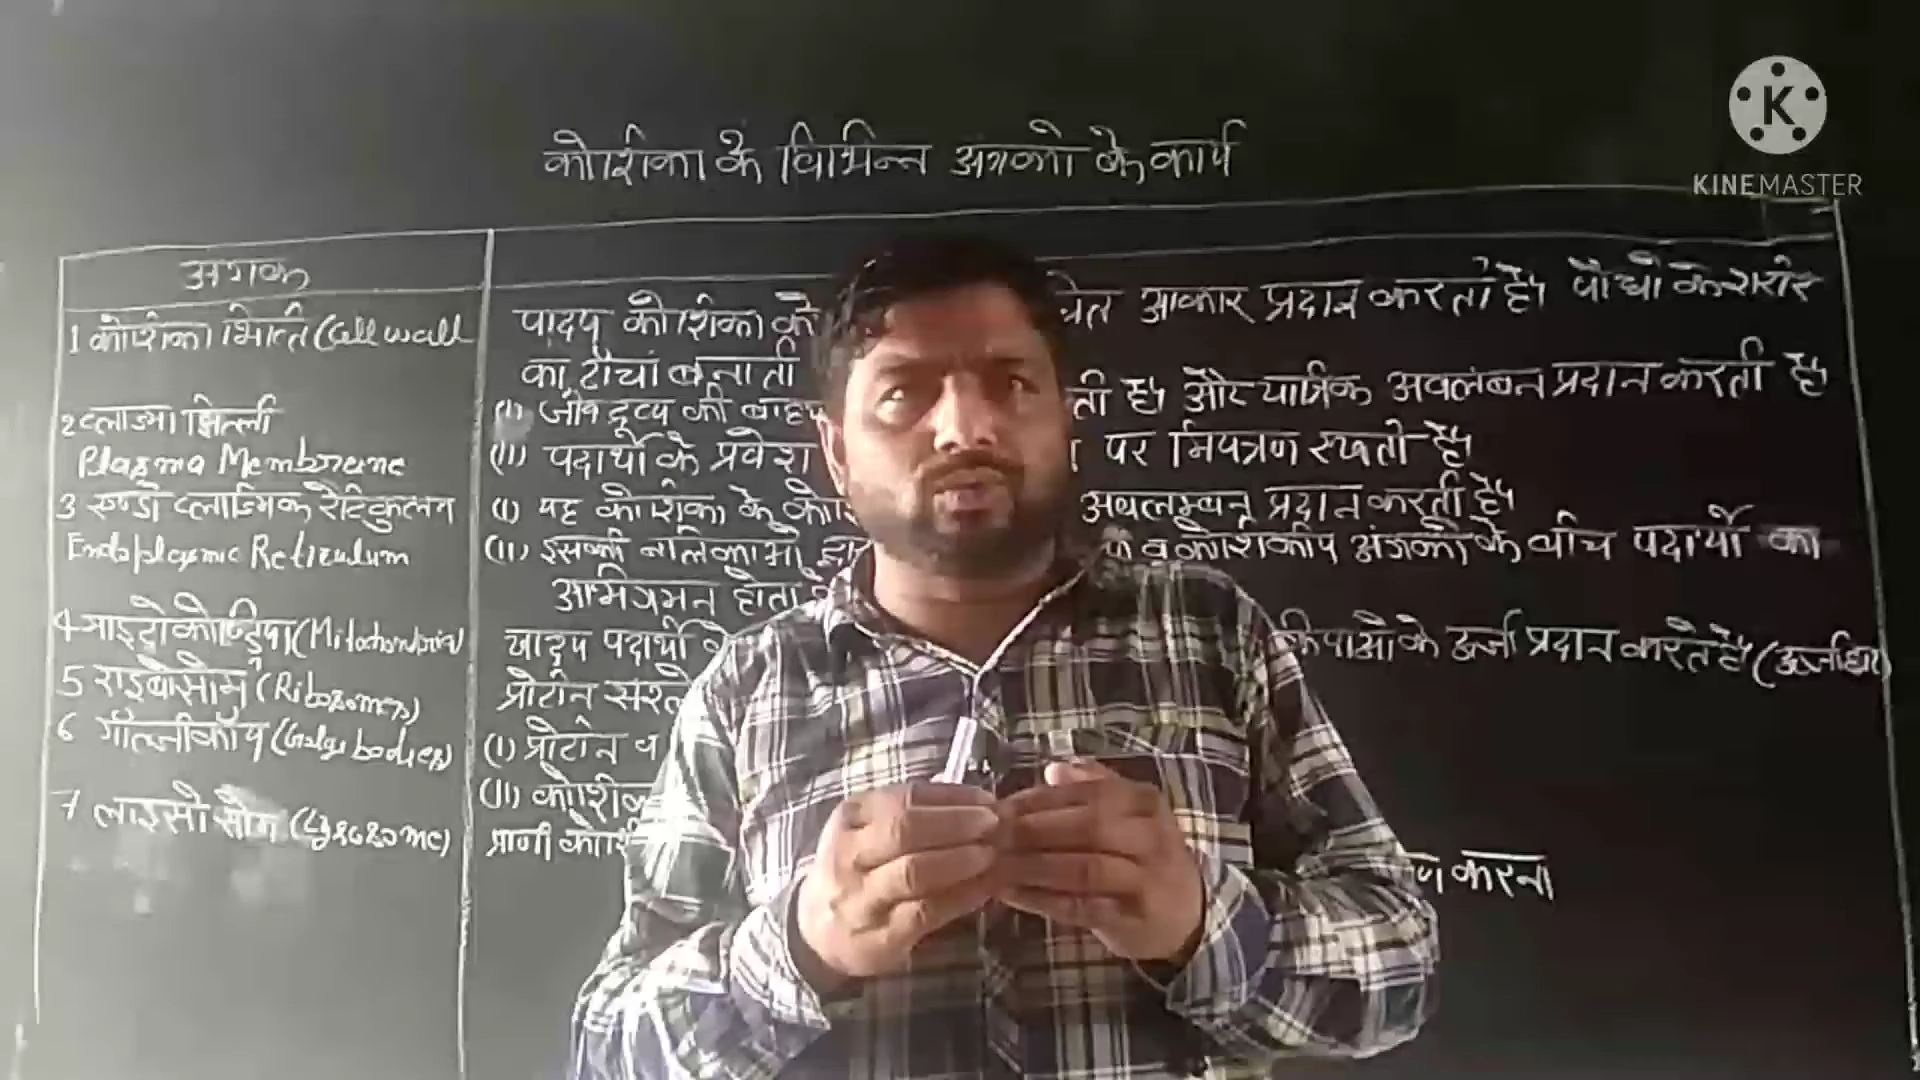 KINEMASTER
कोशिका के विभिन्न अंगको के कार्य
अगक
1 कोशिका भित्ति (Cell wall
पादप कोशिका को
आकार प्रदान करता है। पौधो के शरीर
का ढाँचा बनाती
2 प्लाज्मा झिल्ली
Plasma Membrane
(I) जीव द्रव्य की बाह्य
ती है। और यांत्रिक अवलंबन प्रदान करती है
(II) पदार्थो के प्रवेश
पर नियत्रण रखती है।
3 एण्डो प्लाज्मिक रेटिकुलम
Endoplasmic Reticulum
(I) यह कोशिका के
अवलम्बन प्रदान करती है।
(II) इसकी नलिकाओ
व कोशिकीय अंगको के बीच पदार्थो का
अभिगमन होता
4 माइटोकोण्ड्रिया (Mitochondria)
खाद्य पदार्थो
ऊर्जा प्रदान करते है। (ऊर्जाघर)
5 राइबोसोम (Ribosomes)
प्रोटीन संश्ले
6 गॉल्जीकॉय (Golgi bodies)
(I) प्रोटीन व
(II) कोशिक
7 लाइसोसोम (Lysosome)
प्राणी कोशि
करना